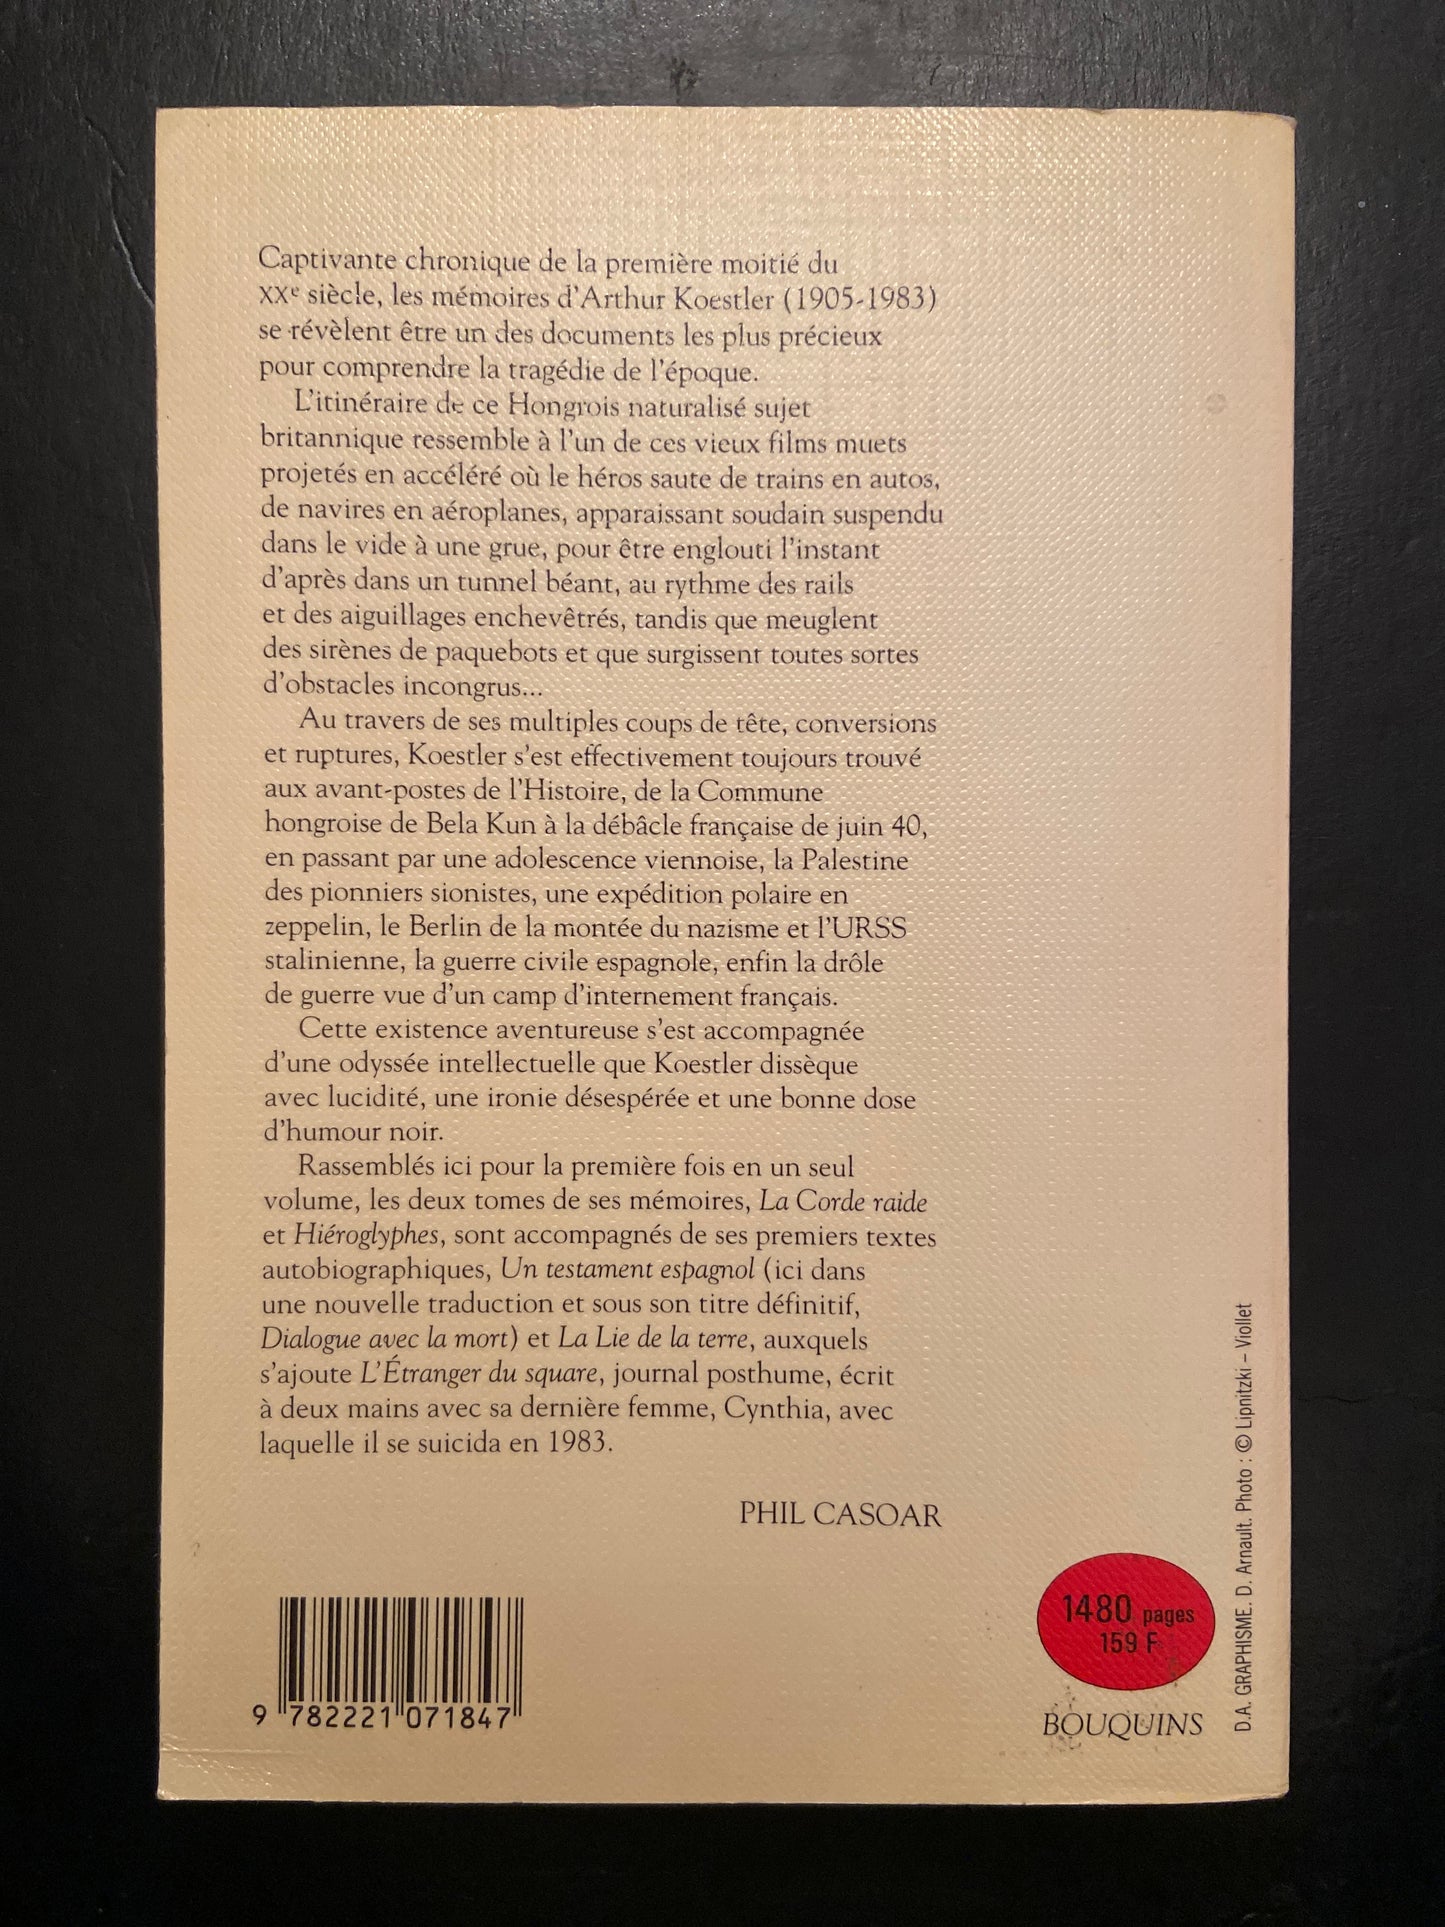 Captivante chronique de la première moitié du
XXe siècle, les mémoires d'Arthur Koestler (1905-1983)
se révèlent être un des documents les plus précieux
pour comprendre la tragédie de l'époque.
L'itinéraire de ce Hongrois naturalisé sujet
britannique ressemble à l'un de ces vieux films muets
projetés en accéléré où le héros saute de trains en autos,
de navires en aéroplanes, apparaissant soudain suspendu
dans le vide à une grue, pour être englouti l'instant
d'après dans un tunnel béant, au rythme des rails
et des aiguillages enchevêtrés, tandis que meuglent
des sirènes de paquebots et que surgissent toutes sortes
d'obstacles incongrus...
Au travers de ses multiples coups de tête, conversions
et ruptures, Koestler s'est effectivement toujours trouvé
aux avant-postes de l'Histoire, de la Commune
hongroise de Bela Kun à la débâcle française de juin 40,
en passant par une adolescence viennoise, la Palestine
des pionniers sionistes, une expédition polaire en
zeppelin, le Berlin de la montée du nazisme et l'URSS
stalinienne, la guerre civile espagnole, enfin la drôle
de guerre vue d'un camp d'internement français.
Cette existence aventureuse s'est accompagnée
d'une odyssée intellectuelle que Koestler dissèque
avec lucidité, une ironie désespérée et une bonne dose
d'humour noir.
Rassemblés ici pour la première fois en un seul
volume, les deux tomes de ses mémoires, La Corde raide
et Hiéroglyphes, sont accompagnés de ses premiers textes
autobiographiques, Un testament espagnol (ici dans
une nouvelle traduction et sous son titre définitif,
Dialogue avec la mort) et La Lie de la terre, auxquels
s'ajoute L'Étranger du square, journal posthume, écrit
à deux mains avec sa dernière femme, Cynthia, avec
laquelle il se suicida en 1983.
PHIL CASOAR
9 782221 071847
1480 pages
159 F
BOUQUINS
D.A. GRAPHISME. D. Arnault. Photo : © Lipnitzki – Viollet